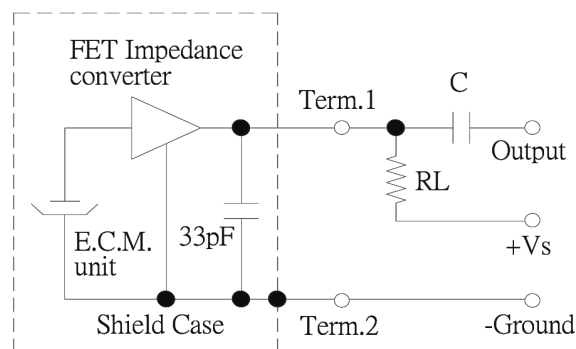 FET Impedance
converter
Term.1
C
Output
RL
+Vs
33pF
E.C.M.
unit
Shield Case
Term.2
-Ground